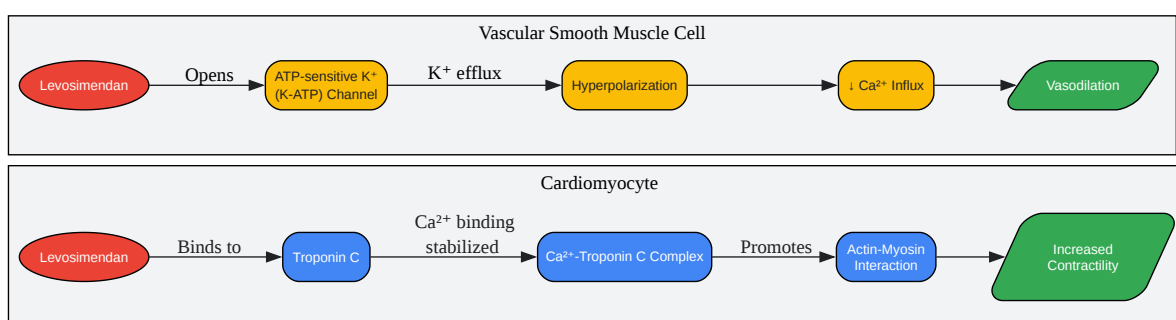 Vascular Smooth Muscle Cell
Levosimendan
Opens
ATP-sensitive K⁺
(K-ATP) Channel
K⁺ efflux
Hyperpolarization
↓ Ca²⁺ Influx
Vasodilation
Cardiomyocyte
Levosimendan
Binds to
Troponin C
Ca²⁺ binding
stabilized
Ca²⁺-Troponin C Complex
Promotes
Actin-Myosin
Interaction
Increased
Contractility